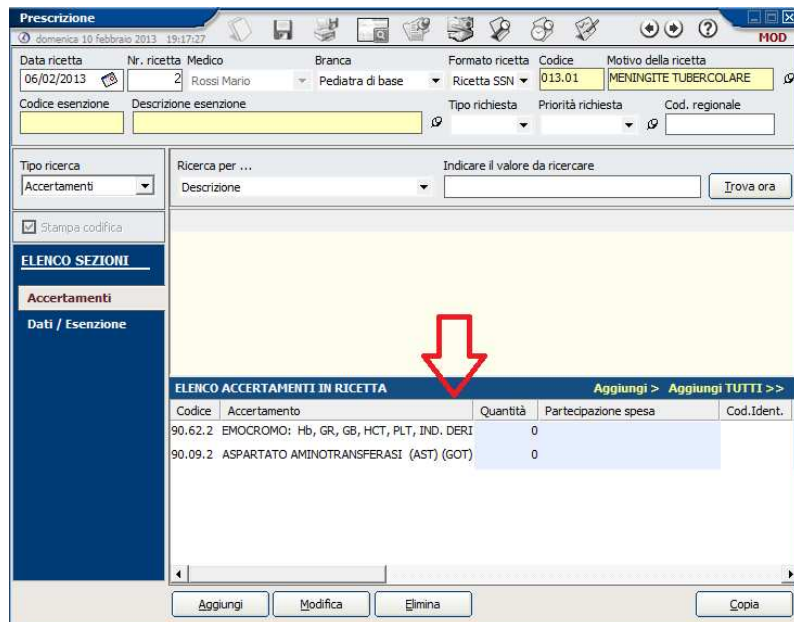 Prescrizione
domenica 10 febbraio 2013 19:17:27
MOD
Data ricetta Nr. ricetta Medico Branca Formato ricetta Codice Motivo della ricetta
06/02/2013 2 Rossi Mario Pediatra di base Ricetta SSN 013.01 MENINGITE TUBERCOLARE
Codice esenzione Descrizione esenzione Tipo richiesta Priorità richiesta Cod. regionale
Tipo ricerca Ricerca per ... Indicare il valore da ricercare
Accertamenti Descrizione Trova ora
Stampa codifica
ELENCO SEZIONI
Accertamenti
Dati / Esenzione
ELENCO ACCERTAMENTI IN RICETTA Aggiungi > Aggiungi TUTTI >>
Codice Accertamento Quantità Partecipazione spesa Cod.Ident.
90.62.2 EMOCROMO: Hb, GR, GB, HCT, PLT, IND. DERI 0
90.09.2 ASPARTATO AMINOTRANSFERASI (AST) (GOT) 0
Aggiungi Modifica Elimina Copia